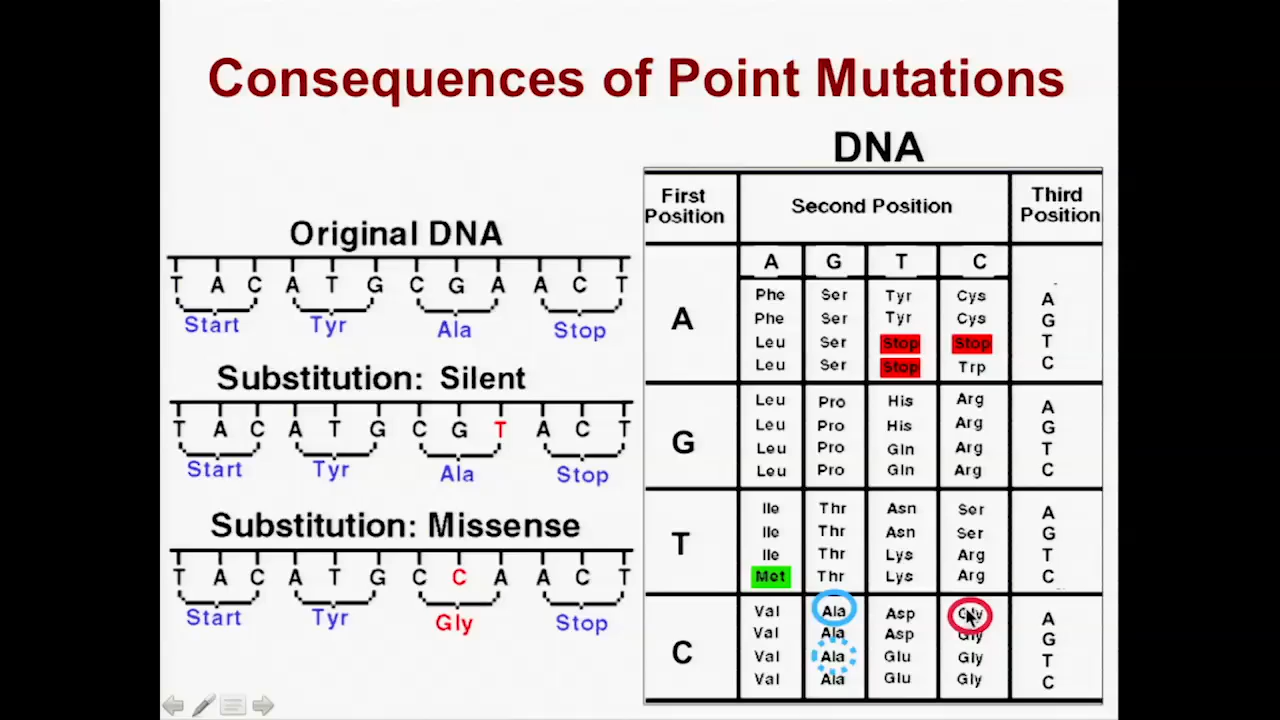 Consequences of Point Mutations
DNA
Original DNA
T A C A T G C G A A C T
Start Tyr Ala Stop
Substitution: Silent
T A C A T G C G T A C T
Start Tyr Ala Stop
Substitution: Missense
T A C A T G C C A A C T
Start Tyr Gly Stop
First Position Second Position Third Position
A G T C
A
Phe Ser Tyr Cys A
Phe Ser Tyr Cys G
Leu Ser Stop Stop T
Leu Ser Stop Trp C
G
Leu Pro His Arg A
Leu Pro His Arg G
Leu Pro Gln Arg T
Leu Pro Gln Arg C
T
Ile Thr Asn Ser A
Ile Thr Asn Ser G
Ile Thr Lys Arg T
Met Thr Lys Arg C
C
Val Ala Asp Gly A
Val Ala Asp Gly G
Val Ala Glu Gly T
Val Ala Glu Gly C